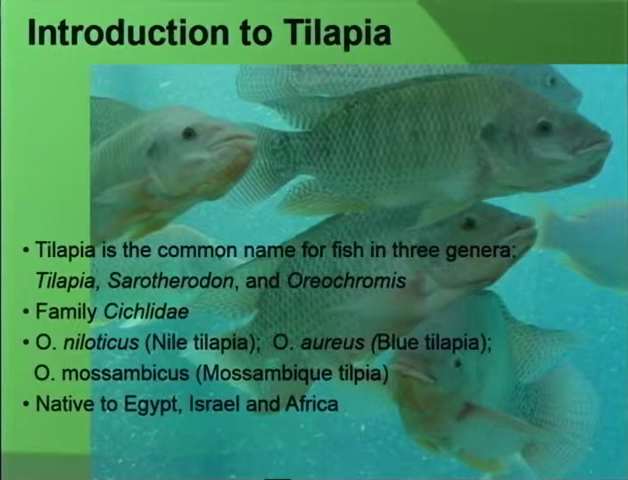 Introduction to Tilapia
• Tilapia is the common name for fish in three genera:
Tilapia, Sarotherodon, and Oreochromis
• Family Cichlidae
• O. niloticus (Nile tilapia); O. aureus (Blue tilapia);
O. mossambicus (Mossambique tilpia)
• Native to Egypt, Israel and Africa